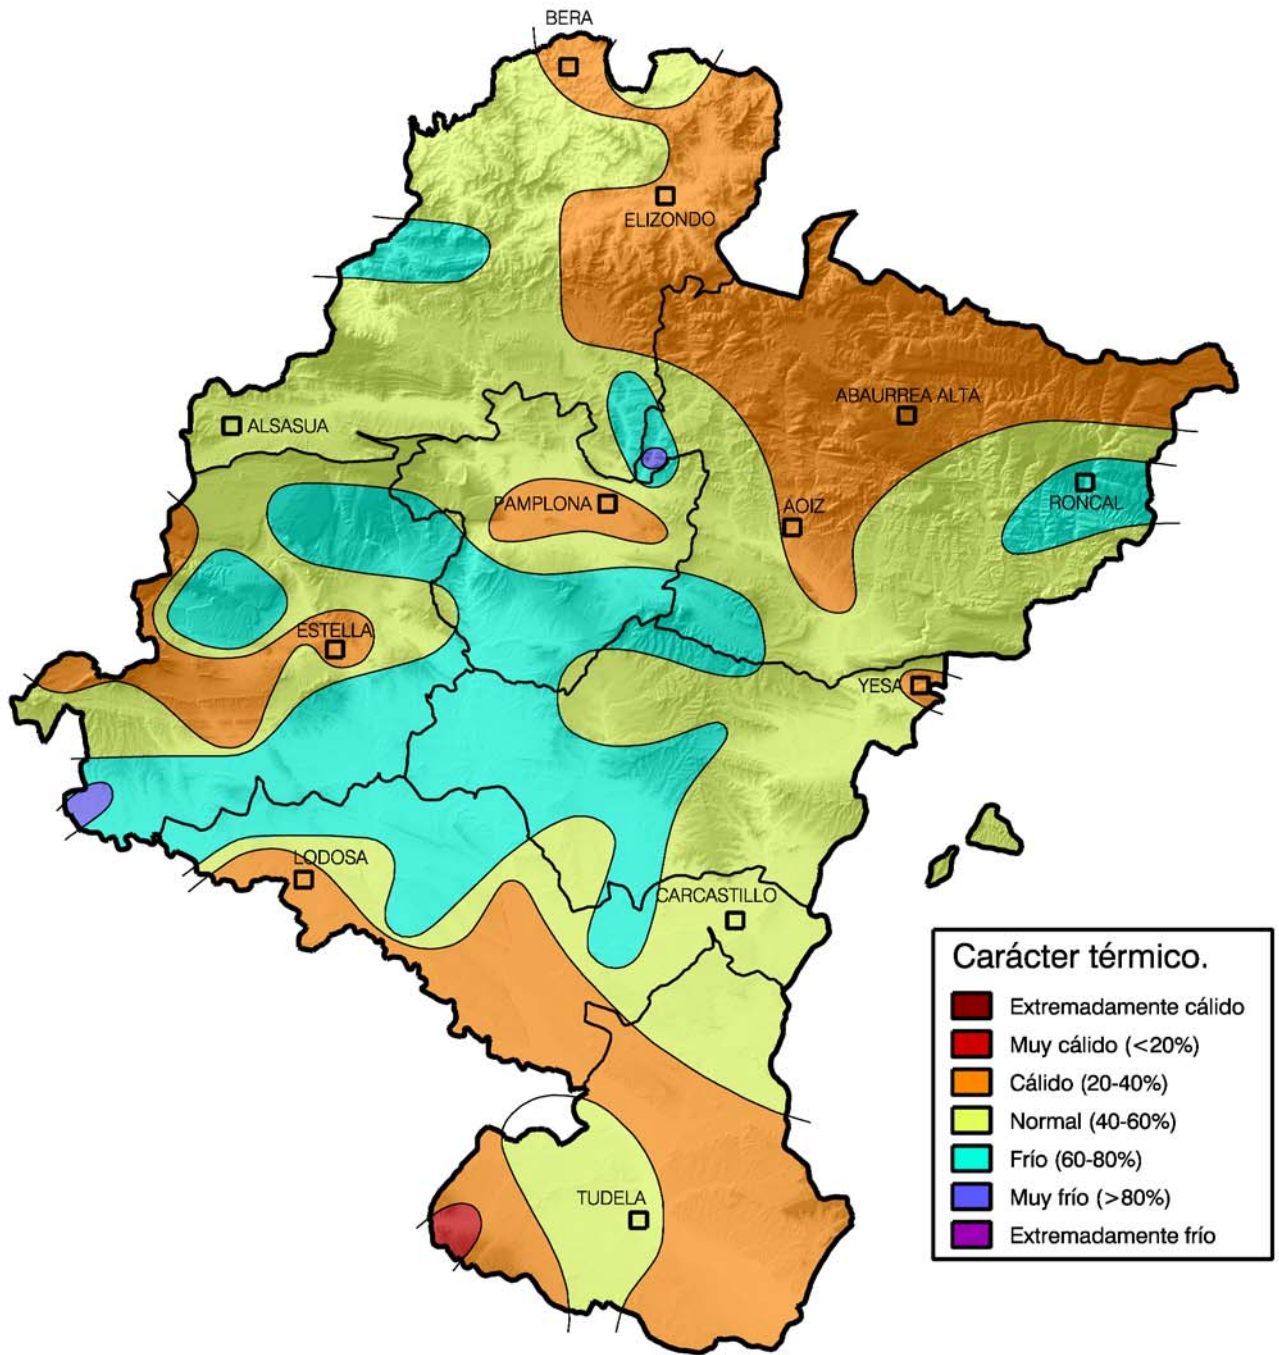 BERA
ELIZONDO
ABAURREA ALTA
ALSASUA
PAMPLONA
AOIZ
RONCAL
ESTELLA
YESA
LODOSA
CARCASTILLO
TUDELA
Carácter térmico.
Extremadamente cálido
Muy cálido (<20%)
Cálido (20-40%)
Normal (40-60%)
Frío (60-80%)
Muy frío (>80%)
Extremadamente frío